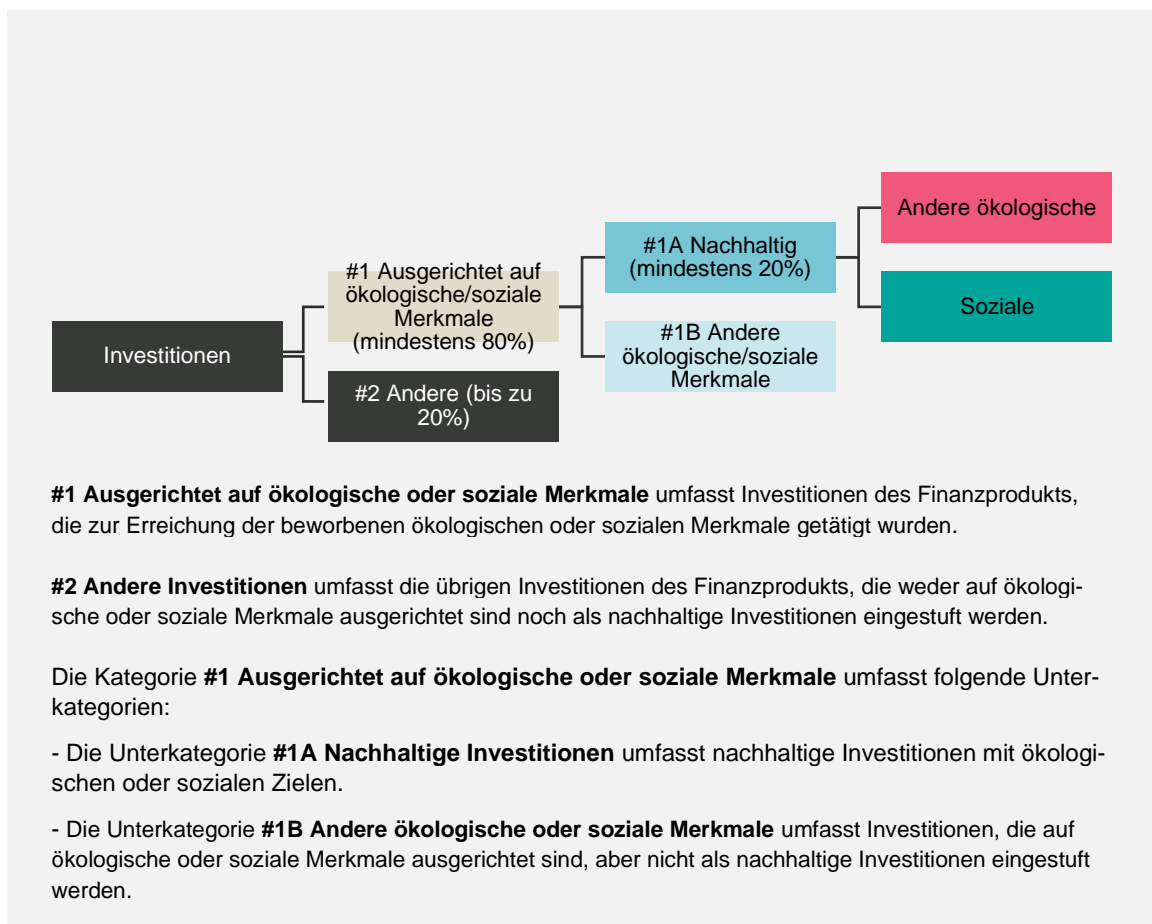 Andere ökologische
#1A Nachhaltig
(mindestens 20%)
#1 Ausgerichtet auf
ökologische/soziale
Merkmale
(mindestens 80%)
Soziale
#1B Andere
ökologische/soziale
Merkmale
Investitionen
#2 Andere (bis zu
20%)
#1 Ausgerichtet auf ökologische oder soziale Merkmale umfasst Investitionen des Finanzprodukts,
die zur Erreichung der beworbenen ökologischen oder sozialen Merkmale getätigt wurden.
#2 Andere Investitionen umfasst die übrigen Investitionen des Finanzprodukts, die weder auf ökologi-
sche oder soziale Merkmale ausgerichtet sind noch als nachhaltige Investitionen eingestuft werden.
Die Kategorie #1 Ausgerichtet auf ökologische oder soziale Merkmale umfasst folgende Unter-
kategorien:
- Die Unterkategorie #1A Nachhaltige Investitionen umfasst nachhaltige Investitionen mit ökologi-
schen oder sozialen Zielen.
- Die Unterkategorie #1B Andere ökologische oder soziale Merkmale umfasst Investitionen, die auf
ökologische oder soziale Merkmale ausgerichtet sind, aber nicht als nachhaltige Investitionen eingestuft
werden.